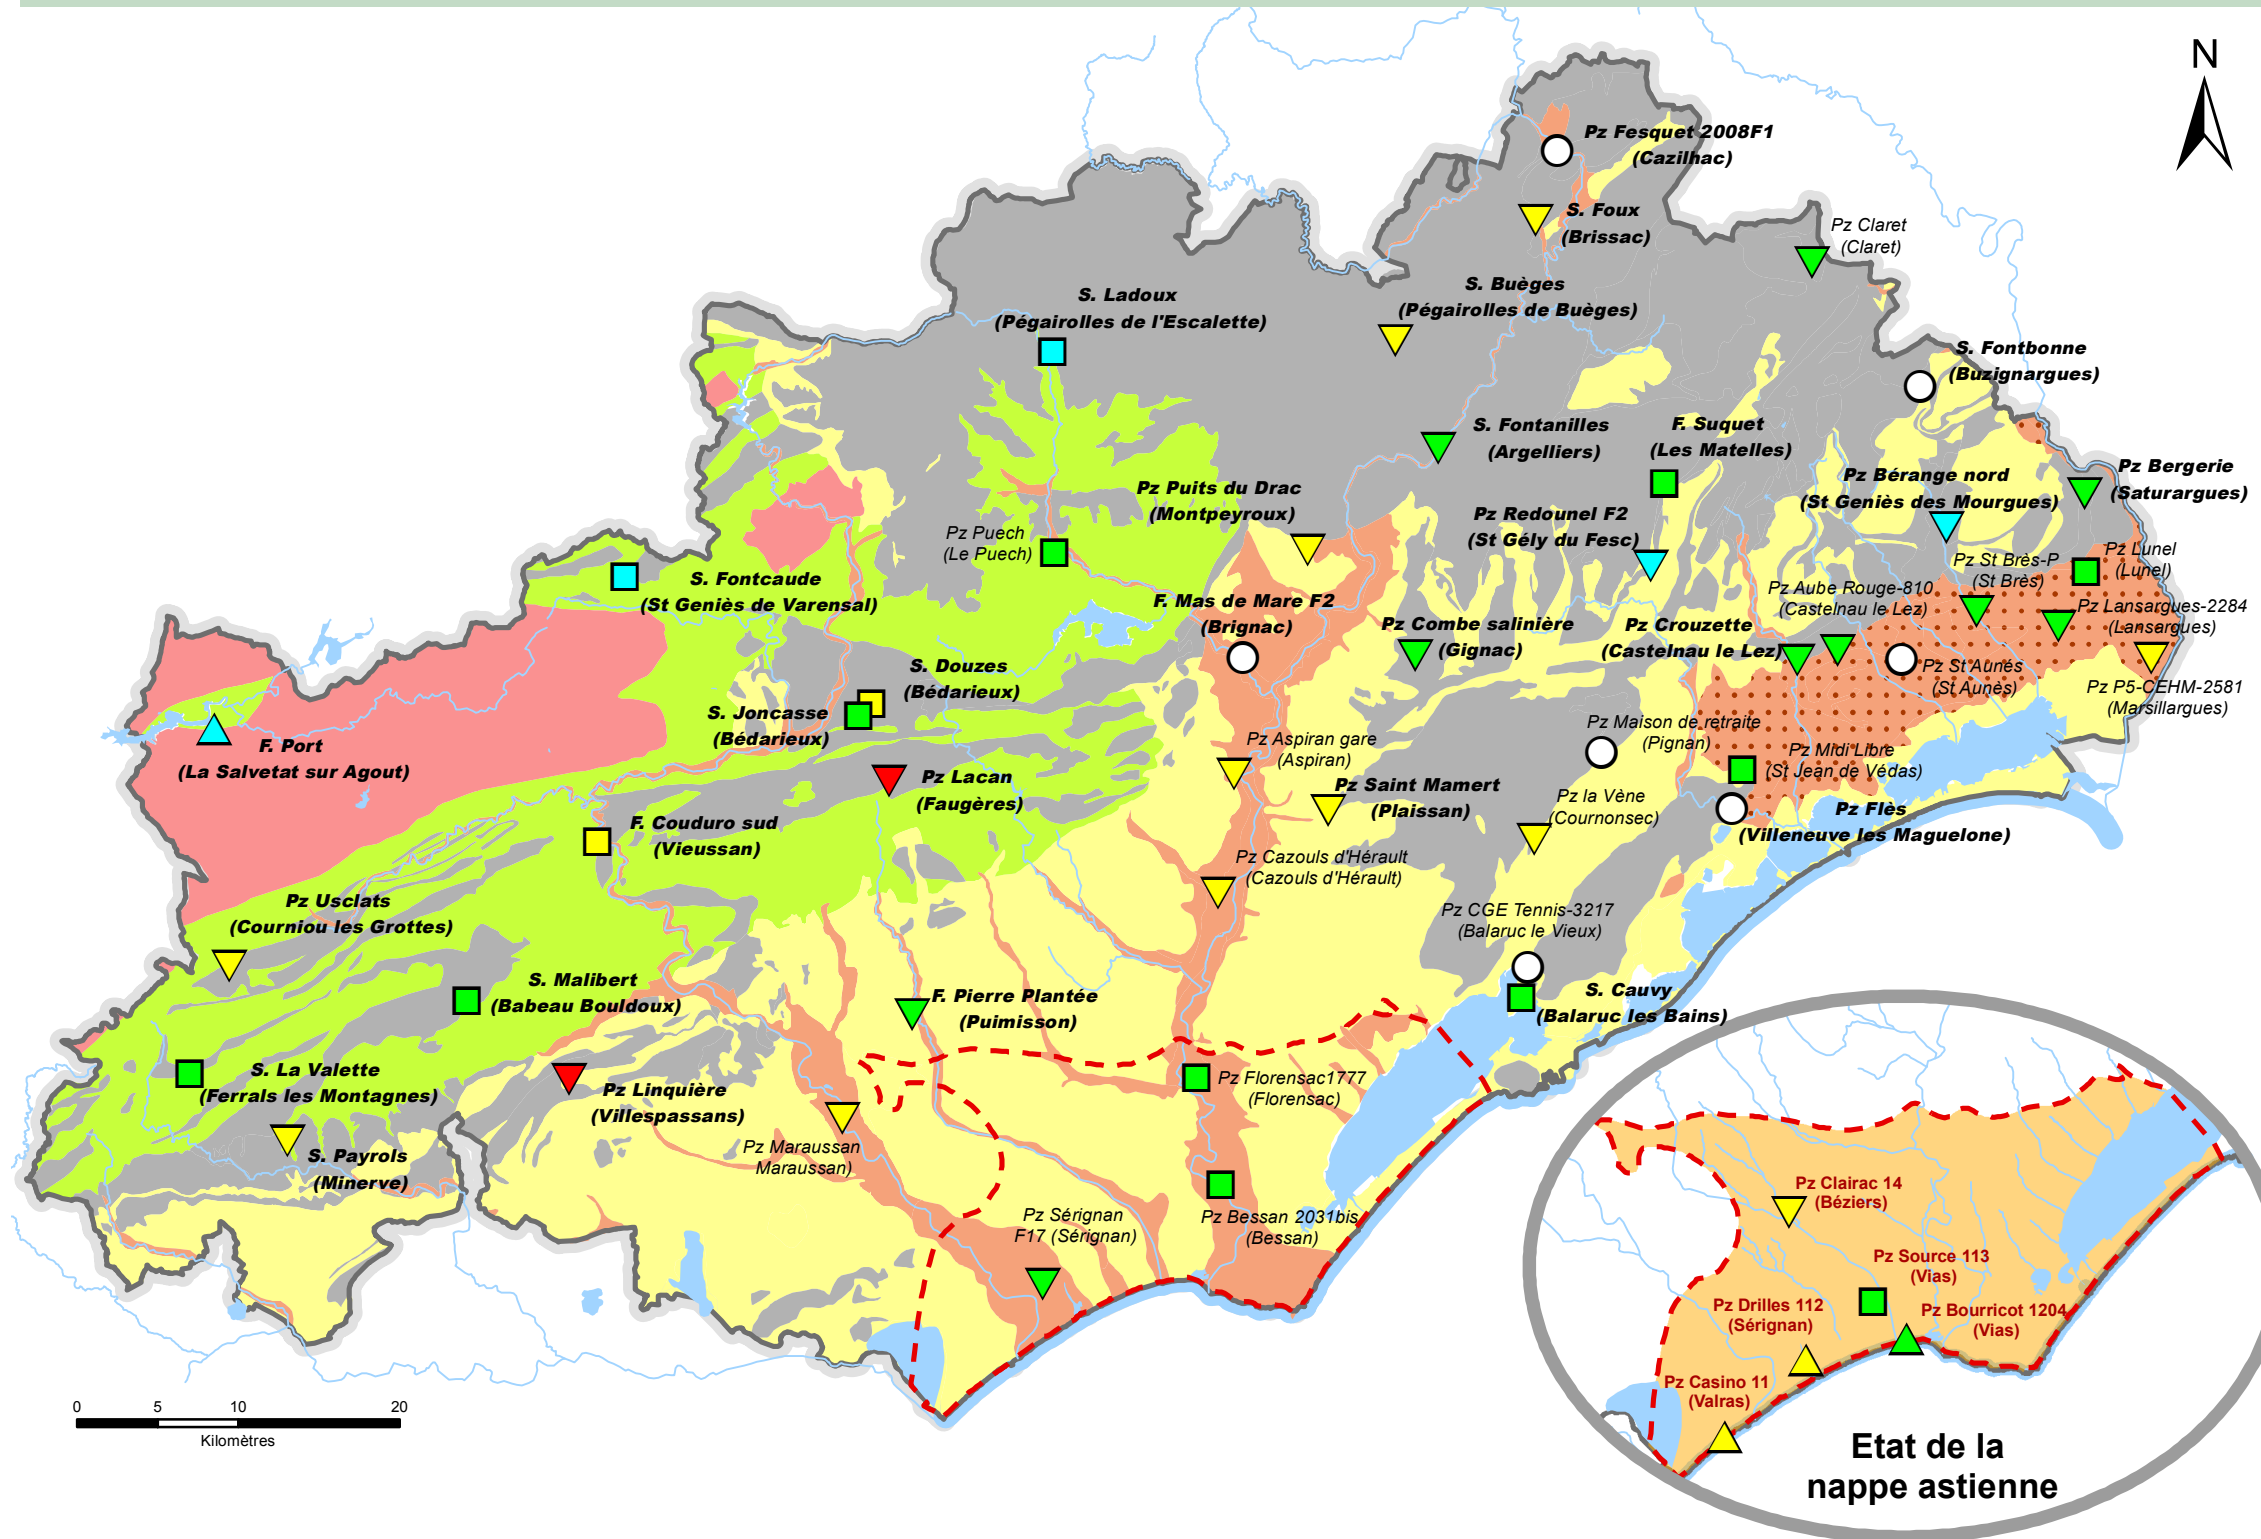 N
Pz Fesquet 2008F1
(Cazilhac)
S. Foux
(Brissac)
Pz Claret
(Claret)
S. Buèges
(Pégairolles de Buèges)
S. Ladoux
(Pégairolles de l'Escalette)
S. Fontbonne
(Buzignargues)
S. Fontanilles
(Argelliers)
F. Suquet
(Les Matelles)
Pz Bérange nord
(St Geniès des Mourgues)
Pz Bergerie
(Saturargues)
Pz Puits du Drac
(Montpeyroux)
Pz Redounel F2
(St Gély du Fesc)
Pz Puech
(Le Puech)
Pz St Brès-P
(St Brès)
Pz Lunel
(Lunel)
S. Fontcaude
(St Geniès de Varensal)
Pz Aube Rouge-810
(Castelnau le Lez)
Pz Lansargues-2284
(Lansargues)
F. Mas de Mare F2
(Brignac)
Pz Combe salinière
(Gignac)
Pz Crouzette
(Castelnau le Lez)
Pz St Aunés
(St Aunès)
S. Douzes
(Bédarieux)
Pz P5-CEHM-2581
(Marsillargues)
S. Joncasse
(Bédarieux)
Pz Maison de retraite
(Pignan)
F. Port
(La Salvetat sur Agout)
Pz Aspiran gare
(Aspiran)
Pz Midi Libre
(St Jean de Védas)
Pz Lacan
(Faugères)
Pz Saint Mamert
(Plaissan)
Pz la Vène
(Cournonsec)
Pz Flès
(Villeneuve les Maguelone)
F. Couduro sud
(Vieussan)
Pz Cazouls d'Hérault
(Cazouls d'Hérault)
Pz Usclats
(Courniou les Grottes)
Pz CGE Tennis-3217
(Balaruc le Vieux)
S. Malibert
(Babeau Bouldoux)
F. Pierre Plantée
(Puimisson)
S. Cauvy
(Balaruc les Bains)
S. La Valette
(Ferrals les Montagnes)
Pz Linquière
(Villespassans)
Pz Florensac1777
(Florensac)
Pz Maraussan
Maraussan)
S. Payrols
(Minerve)
Pz Sérignan
F17 (Sérignan)
Pz Bessan 2031bis
(Bessan)
Pz Clairac 14
(Béziers)
Pz Source 113
(Vias)
Pz Drilles 112
(Sérignan)
Pz Bourricot 1204
(Vias)
Pz Casino 11
(Valras)
Etat de la
nappe astienne
0 5 10 20
Kilomètres